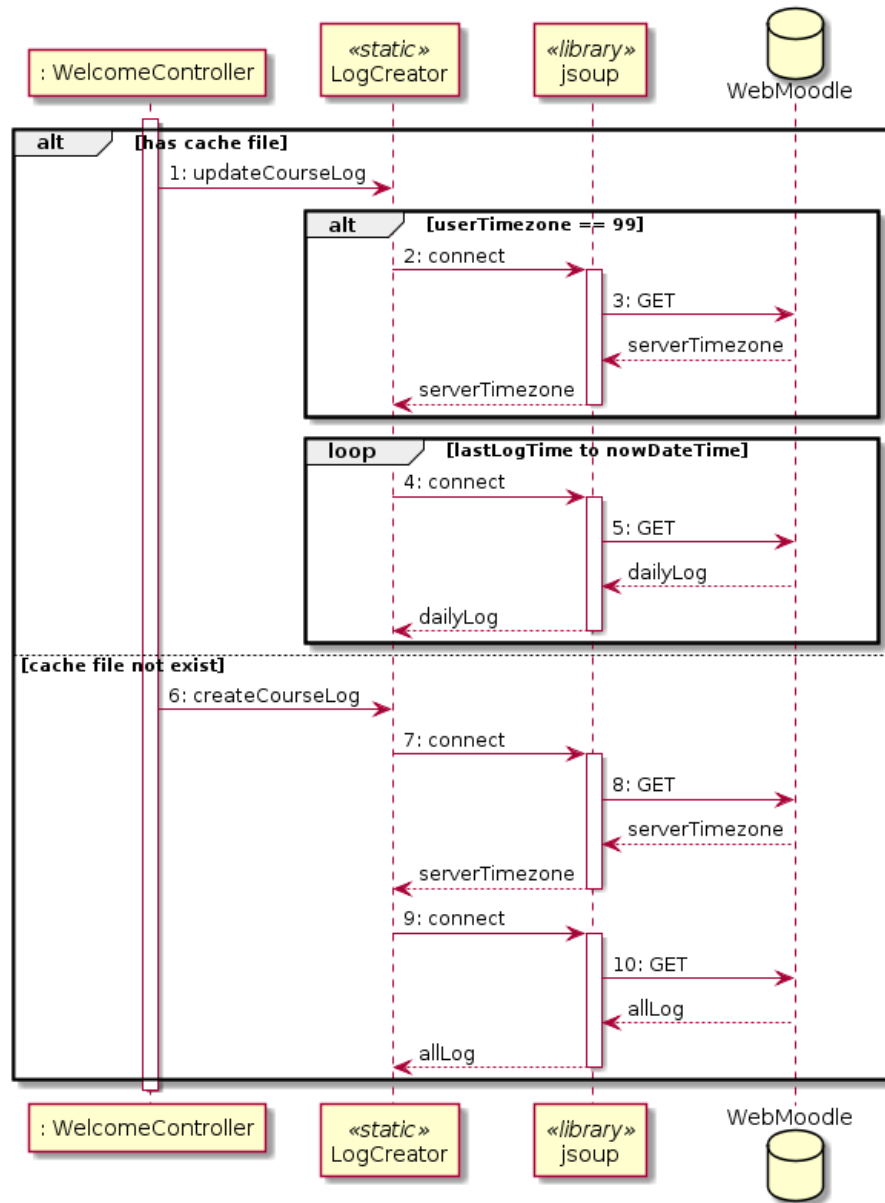 : WelcomeController
«static»
LogCreator
«library»
jsoup
WebMoodle
alt
[has cache file]
1: updateCourseLog
alt
[userTimezone == 99]
2: connect
3: GET
serverTimezone
serverTimezone
loop
[lastLogTime to nowDateTime]
4: connect
5: GET
dailyLog
dailyLog
[cache file not exist]
6: createCourseLog
7: connect
8: GET
serverTimezone
serverTimezone
9: connect
10: GET
allLog
allLog
: WelcomeController
«static»
LogCreator
«library»
jsoup
WebMoodle